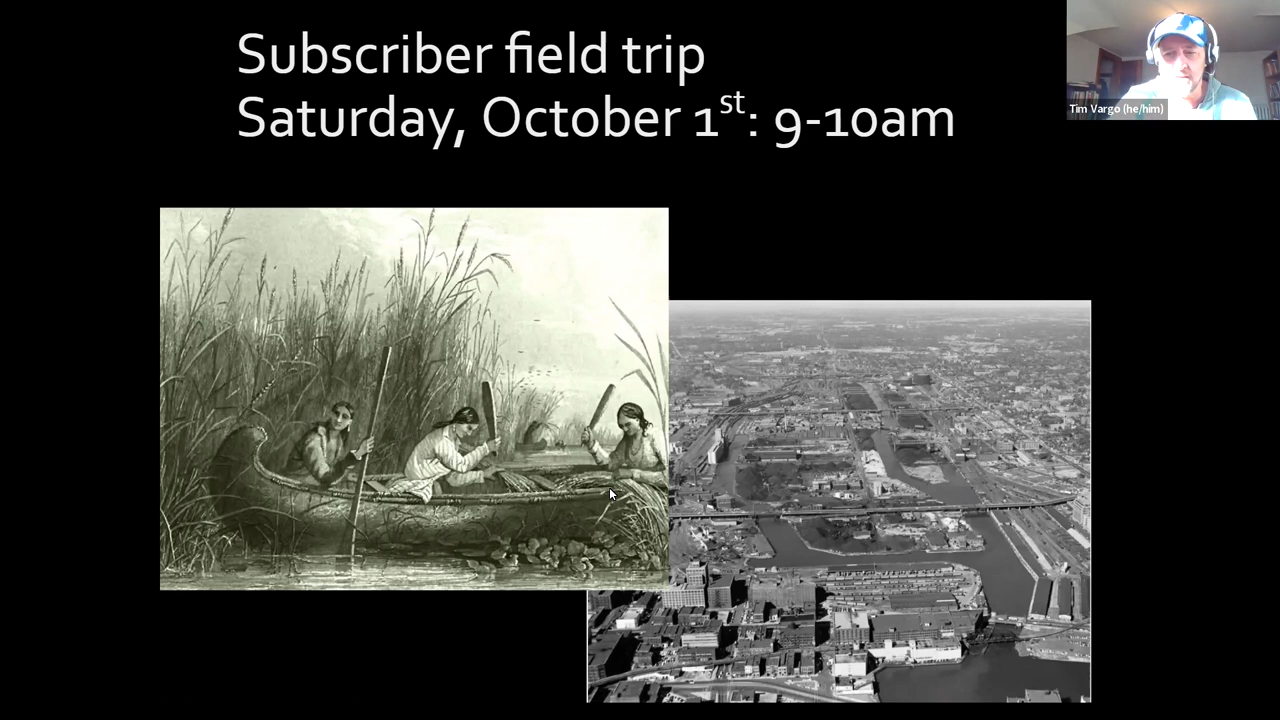 Subscriber field trip
Saturday, October 1st: 9-10am
Tim Vargo (he/him)